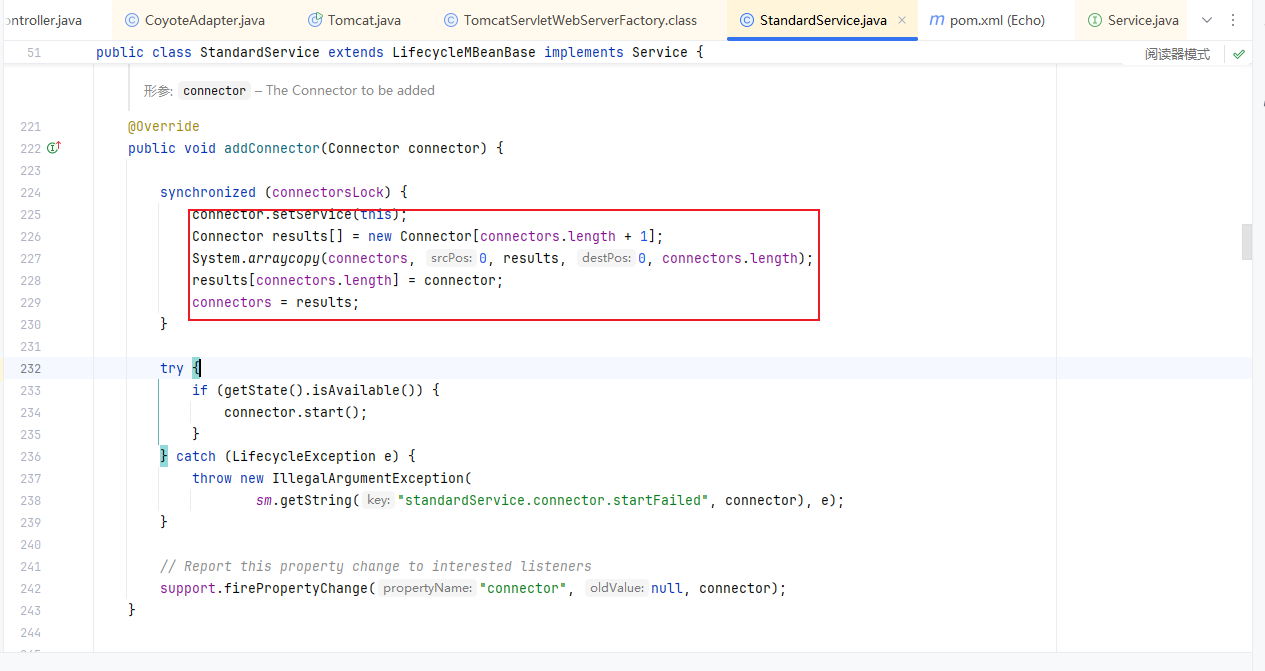 ontroller.java CoyoteAdapter.java Tomcat.java TomcatServletWebServerFactory.class StandardService.java × m pom.xml (Echo) Service.java
51 public class StandardService extends LifecycleMBeanBase implements Service { 阅读器模式
形参: connector – The Connector to be added
221 @Override
222 public void addConnector(Connector connector) {
223
224 synchronized (connectorsLock) {
225 connector.setService(this);
226 Connector results[] = new Connector[connectors.length + 1];
227 System.arraycopy(connectors, srcPos: 0, results, destPos: 0, connectors.length);
228 results[connectors.length] = connector;
229 connectors = results;
230 }
231
232 try {
233 if (getState().isAvailable()) {
234 connector.start();
235 }
236 } catch (LifecycleException e) {
237 throw new IllegalArgumentException(
238 sm.getString( key: "standardService.connector.startFailed", connector), e);
239 }
240
241 // Report this property change to interested listeners
242 support.firePropertyChange( propertyName: "connector", oldValue: null, connector);
243 }
244